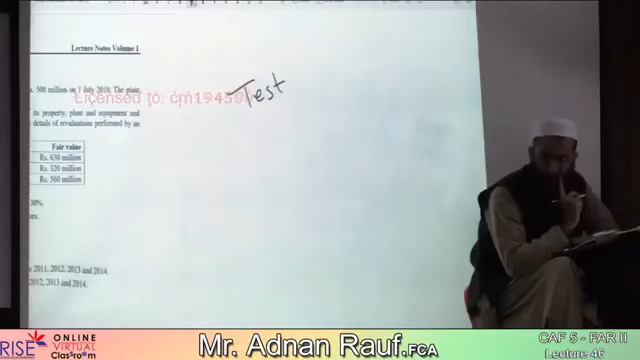 Lecture Notes Volume 1
s. 500 million on 1 July 2010. The plant
Licensed to: cm1945
Test
its property, plant and equipment and
details of revaluations performed by an
Fair value
Rs. 630 million
Rs. 320 million
Rs. 560 million
30%.
2011, 2012, 2013 and 2014.
2012, 2013 and 2014.
RISE ONLINE
VIRTUAL
Classroom
Mr. Adnan Rauf.FCA
CAF 5 - FAR II
Lecture 46